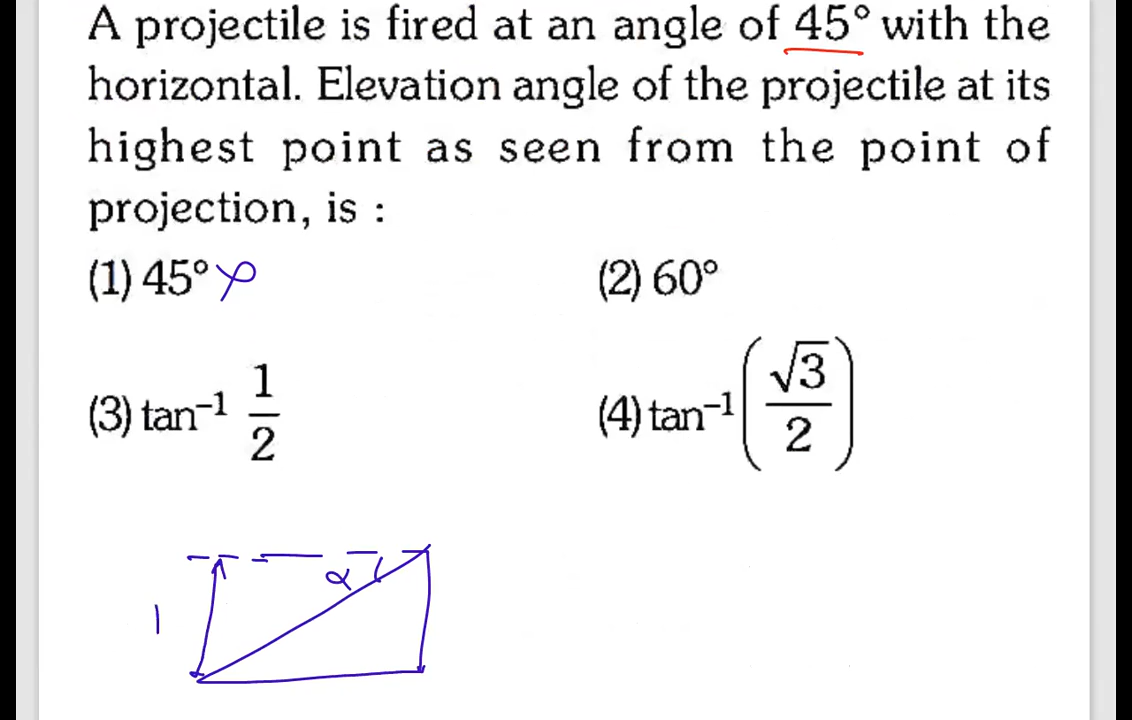 A projectile is fired at an angle of 45° with the
horizontal. Elevation angle of the projectile at its
highest point as seen from the point of
projection, is :
(1) 45° (2) 60°
(3) tan⁻¹ 1/2 (4) tan⁻¹(√3/2)
α
1